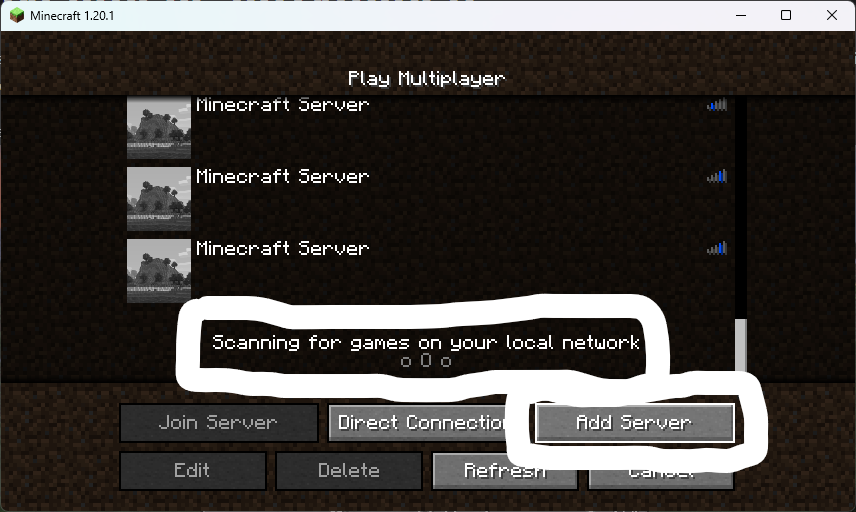 Minecraft 1.20.1
Play Multiplayer
Minecraft Server
Minecraft Server
Minecraft Server
Scanning for games on your local network
o O o
Join Server
Direct Connection
Add Server
Edit
Delete
Refresh
Cancel